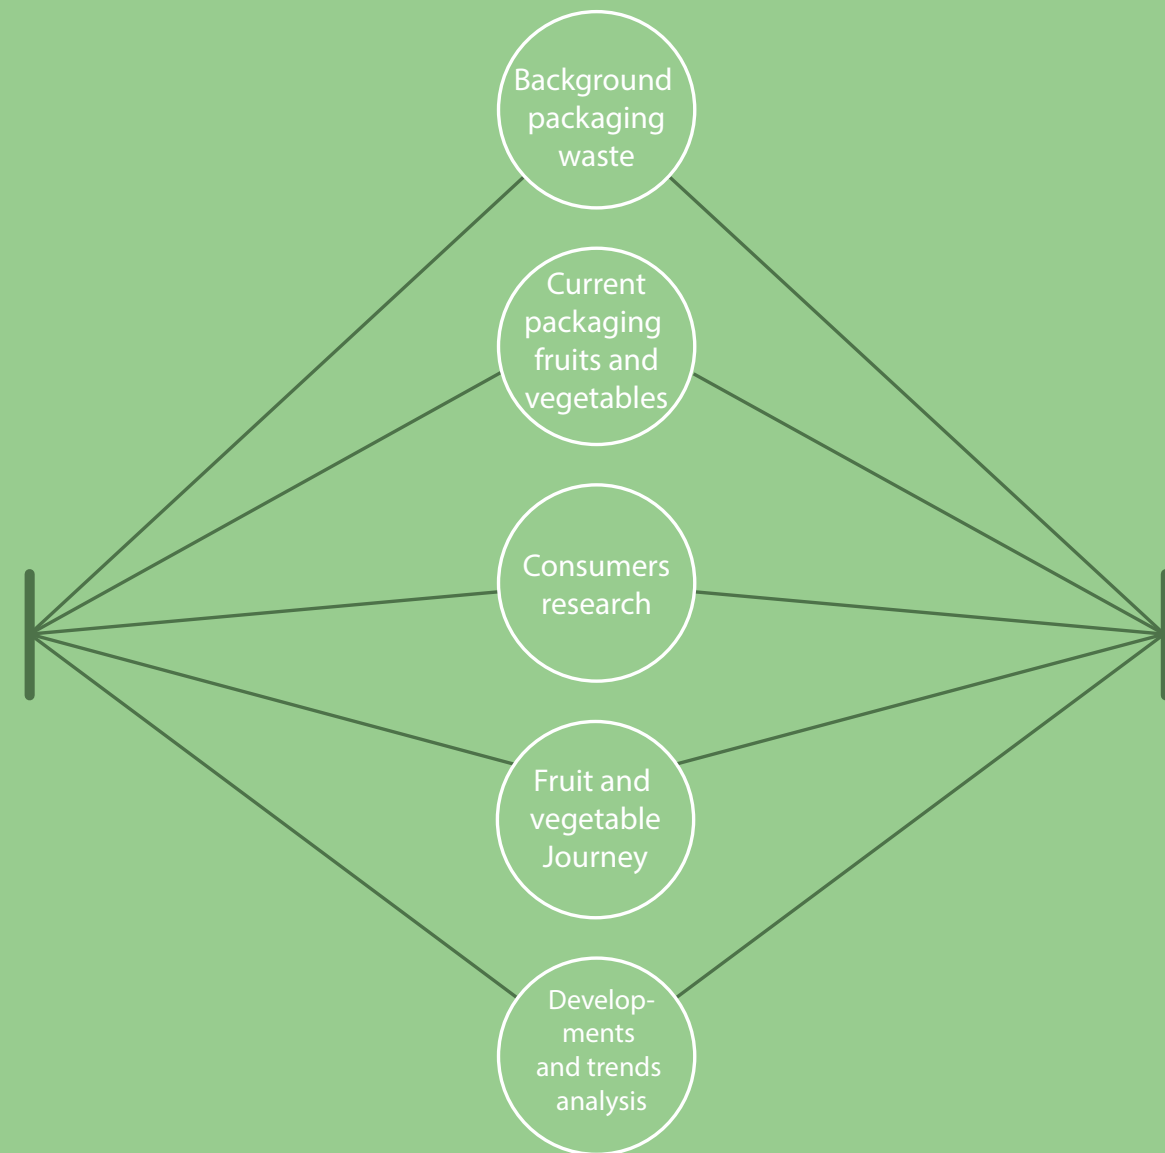 Background
packaging
waste
Current
packaging
fruits and
vegetables
Consumers
research
Fruit and
vegetable
Journey
Develop-
ments
and trends
analysis